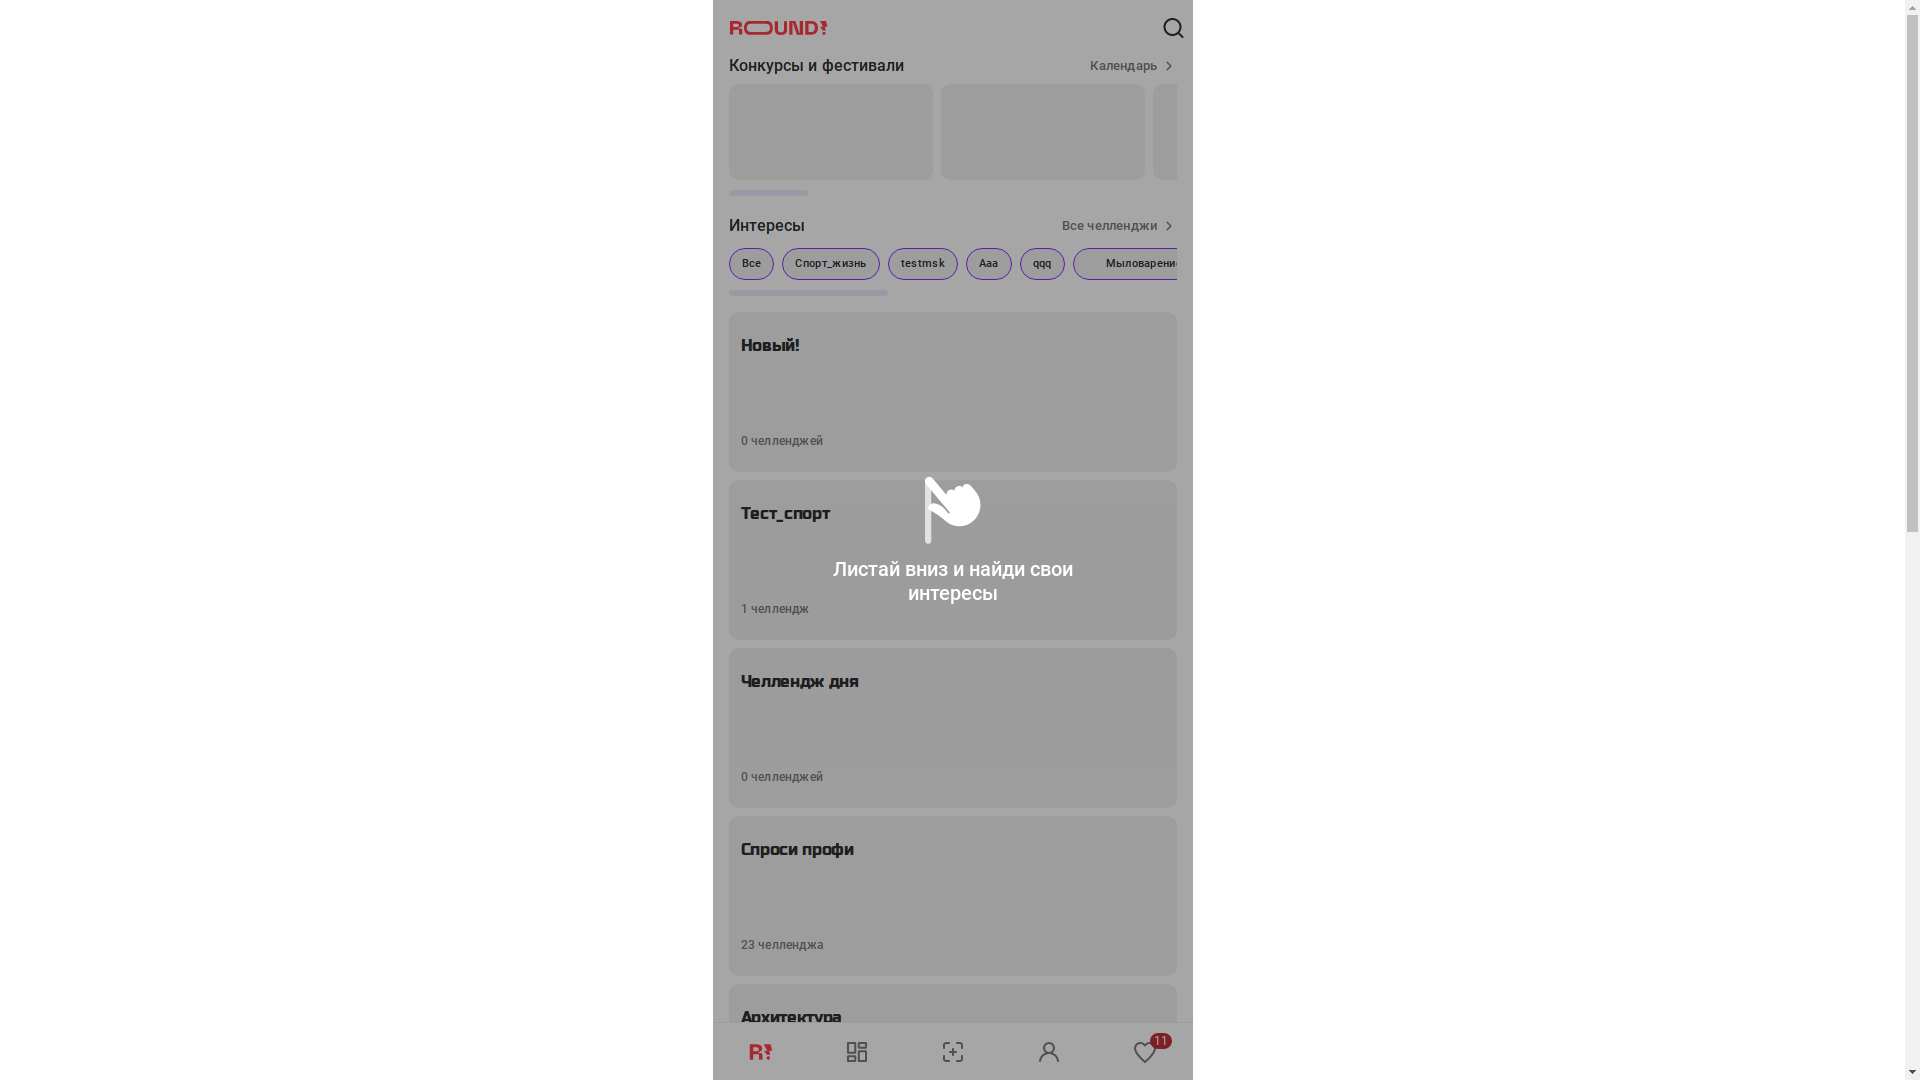 ROUND!
Конкурсы и фестивали
Календарь
Интересы
Все челленджи
Все
Спорт_жизнь
testmsk
Ааа
qqq
Мыловарени
Новый!
0 челленджей
Тест_спорт
Листай вниз и найди свои
интересы
1 челлендж
Челлендж дня
0 челленджей
Спроси профи
23 челленджа
Архитектура
R!
11